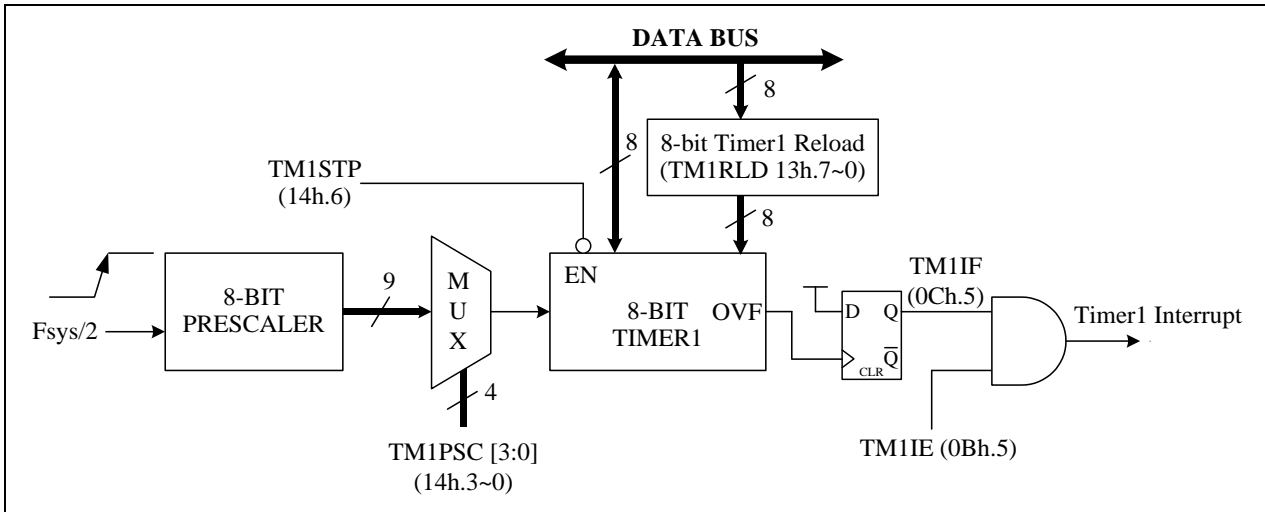 DATA BUS
8
8
8-bit Timer1 Reload
(TM1RLD 13h.7~0)
8
TM1STP
(14h.6)
Fsys/2
8-BIT
PRESCALER
9
M
U
X
4
TM1PSC [3:0]
(14h.3~0)
EN
8-BIT
TIMER1
OVF
TM1IF
(0Ch.5)
D
Q
Q̅
CLR
TM1IE (0Bh.5)
Timer1 Interrupt